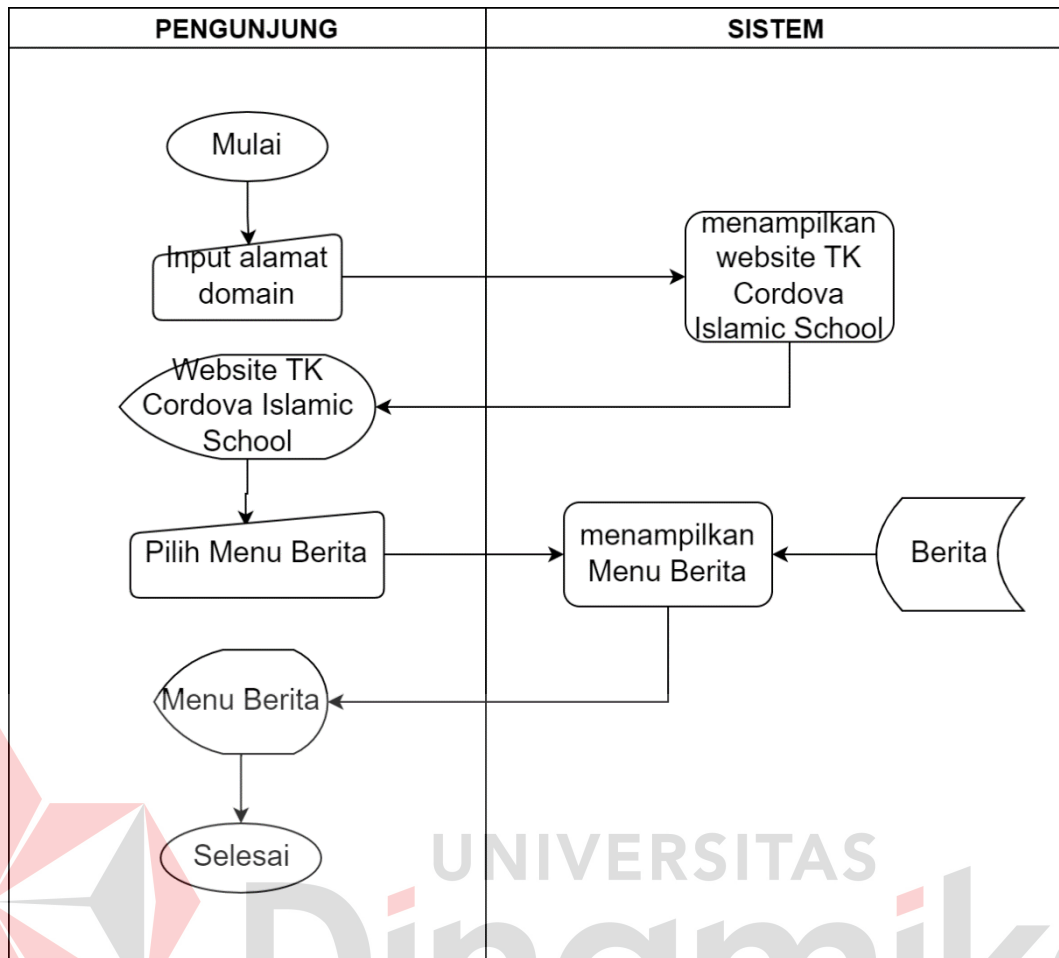 PENGUNJUNG
SISTEM
Mulai
Input alamat
domain
menampilkan
website TK
Cordova
Islamic School
Website TK
Cordova Islamic
School
Pilih Menu Berita
menampilkan
Menu Berita
Berita
Menu Berita
Selesai
UNIVERSITAS
Dinamik